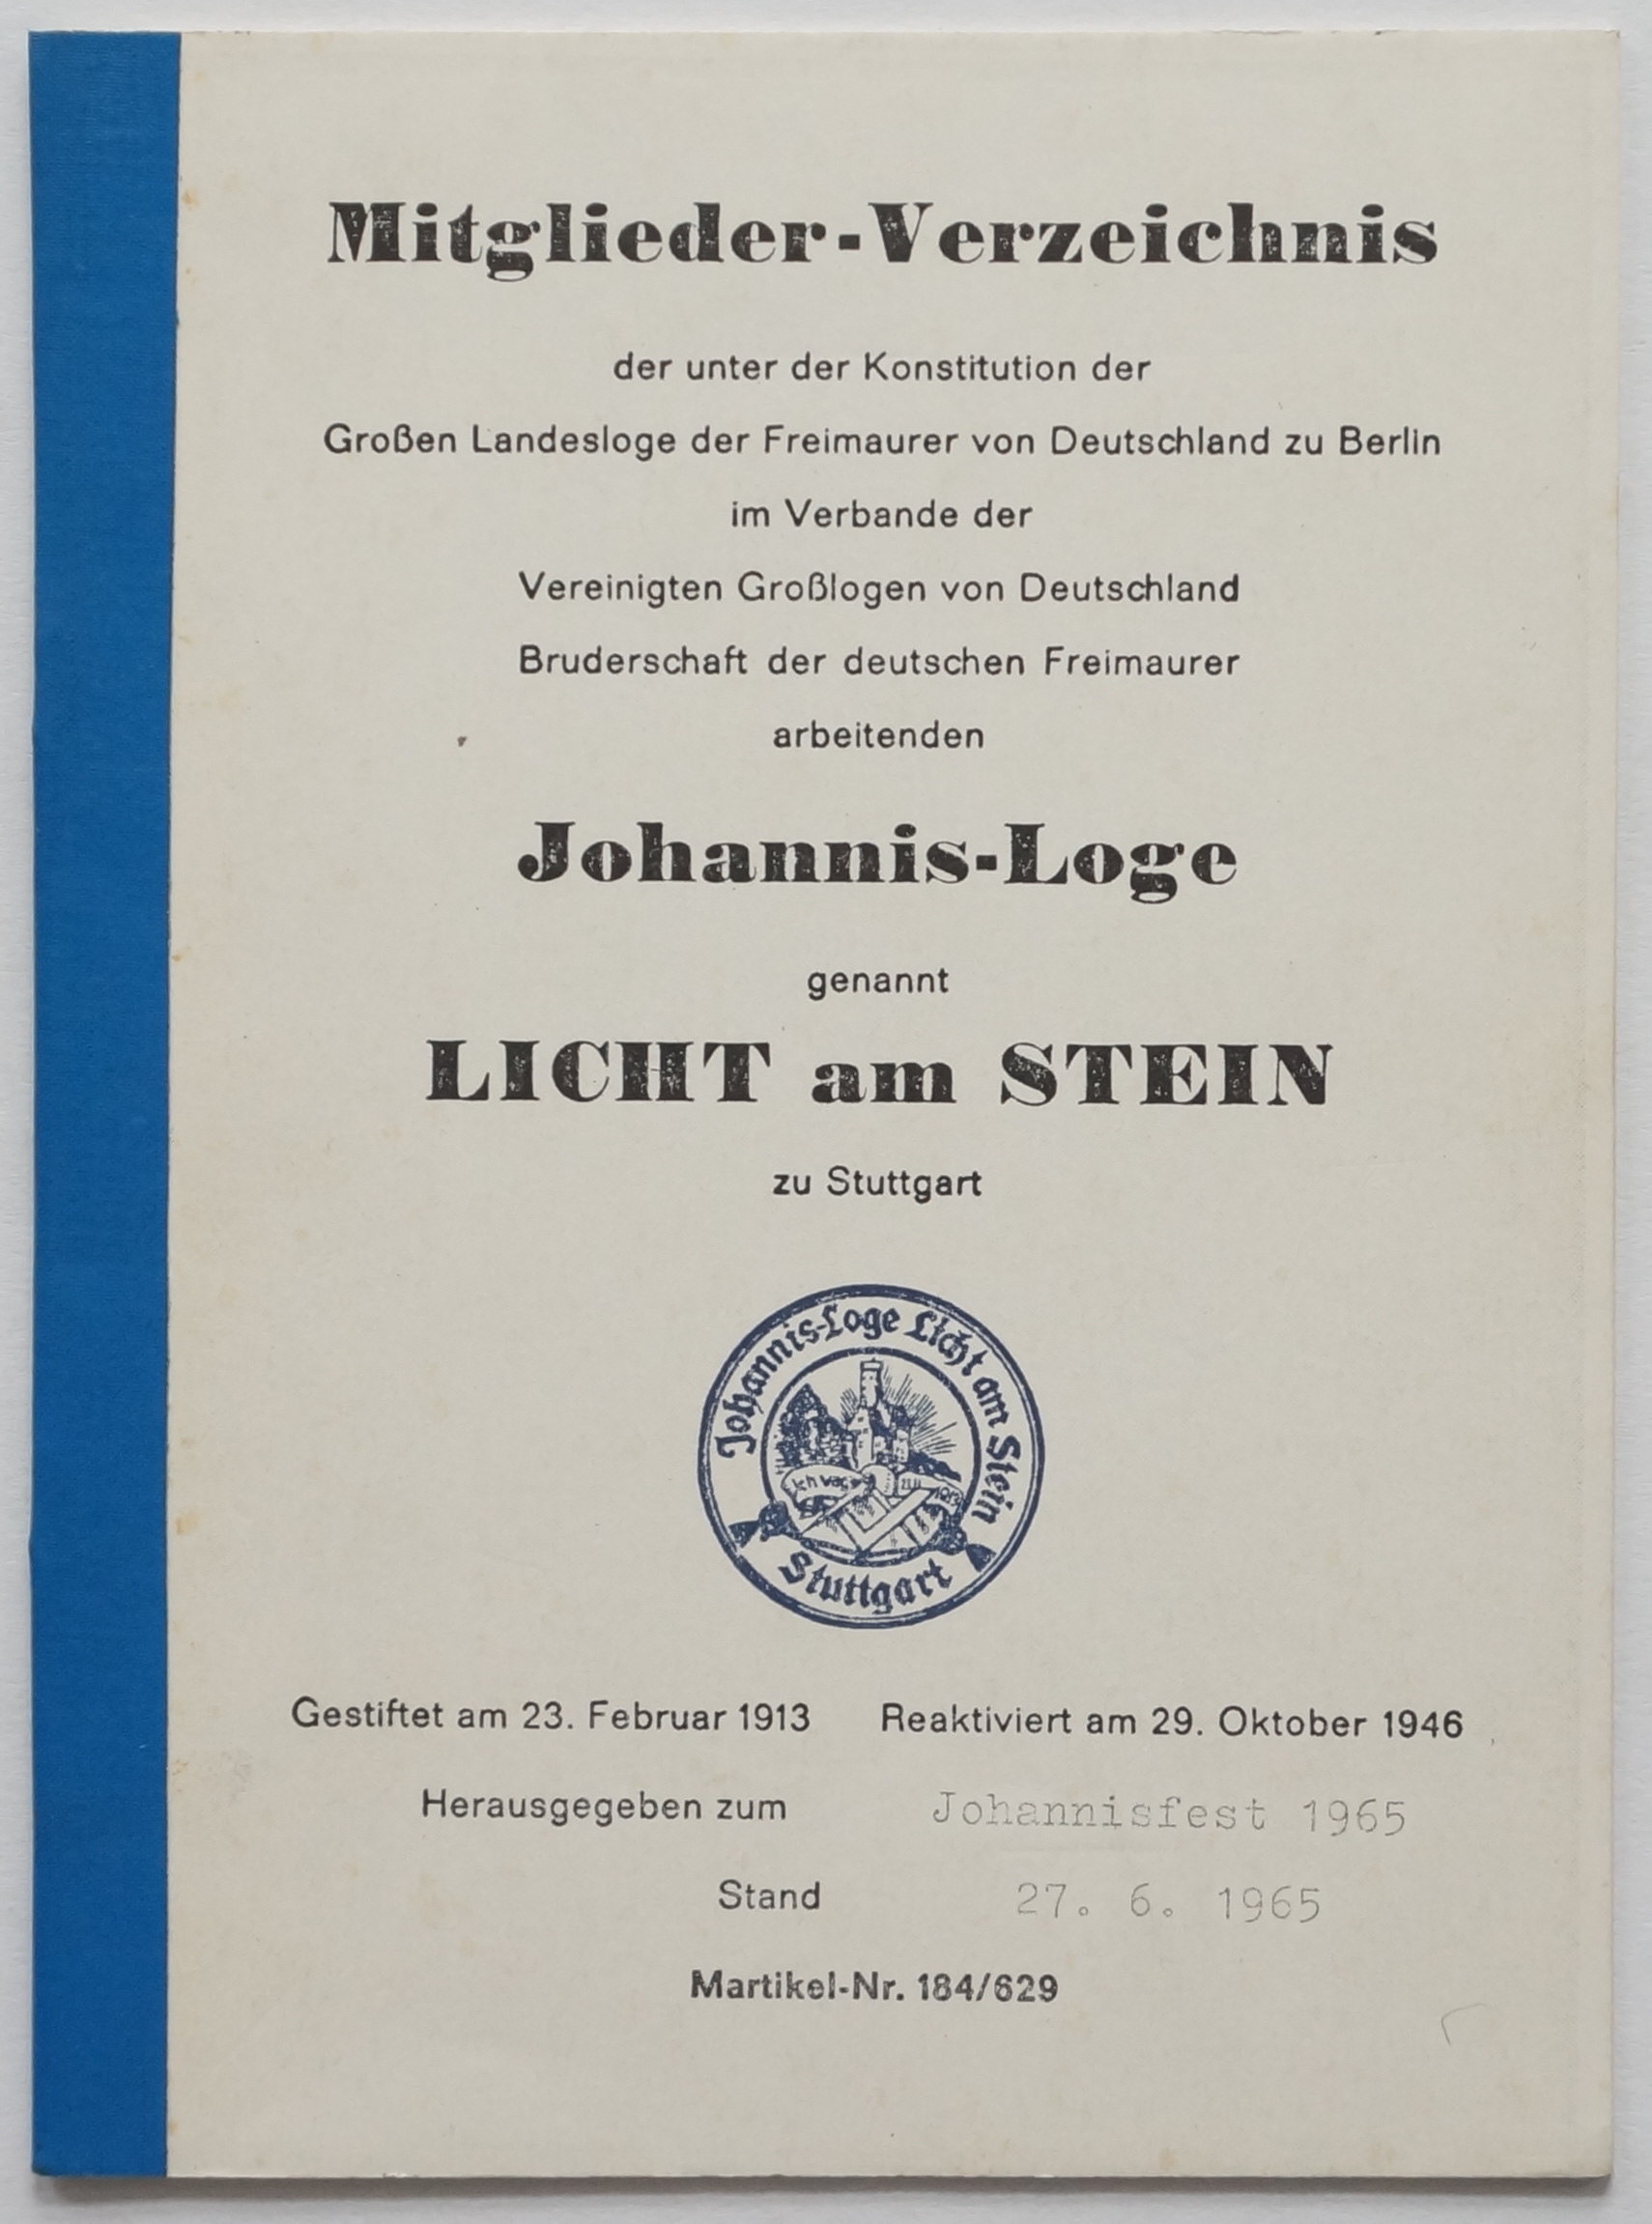 Mitglieder-Verzeichnis
der unter der Konstitution der
Großen Landesloge der Freimaurer von Deutschland zu Berlin
im Verbande der
Vereinigten Großlogen von Deutschland
Bruderschaft der deutschen Freimaurer
arbeitenden
Johannis-Loge
genannt
LICHT am STEIN
zu Stuttgart
Johannis-Loge Licht am Stein
Stuttgart
Gestiftet am 23. Februar 1913 Reaktiviert am 29. Oktober 1946
Herausgegeben zum Johannisfest 1965
Stand 27. 6. 1965
Martikel-Nr. 184/629